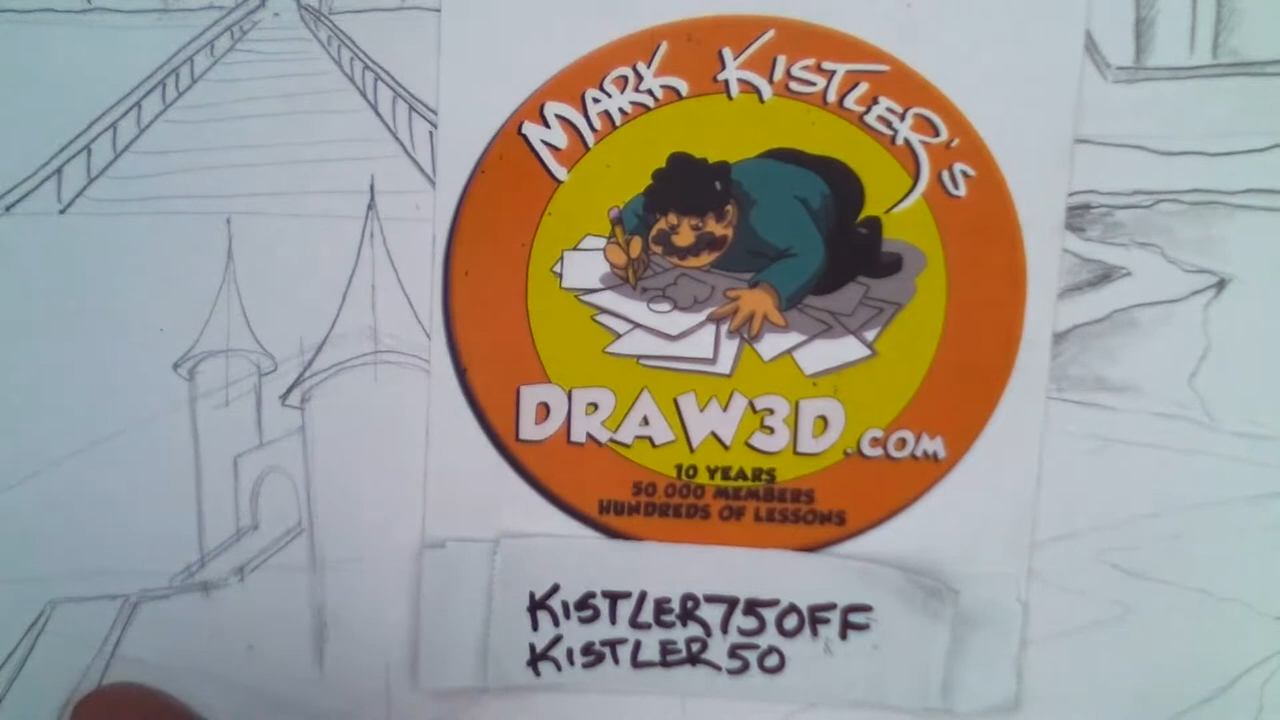 MARK KISTLER'S
DRAW3D.COM
10 YEARS
50,000 MEMBERS
HUNDREDS OF LESSONS
KISTLER75OFF
KISTLER50